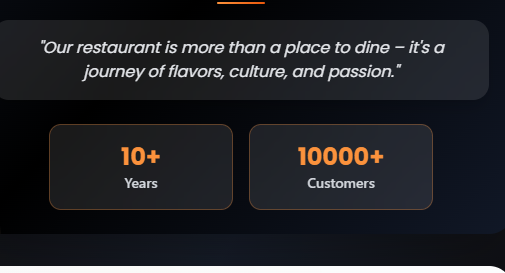 "Our restaurant is more than a place to dine – it's a
journey of flavors, culture, and passion."
10+
Years
10000+
Customers